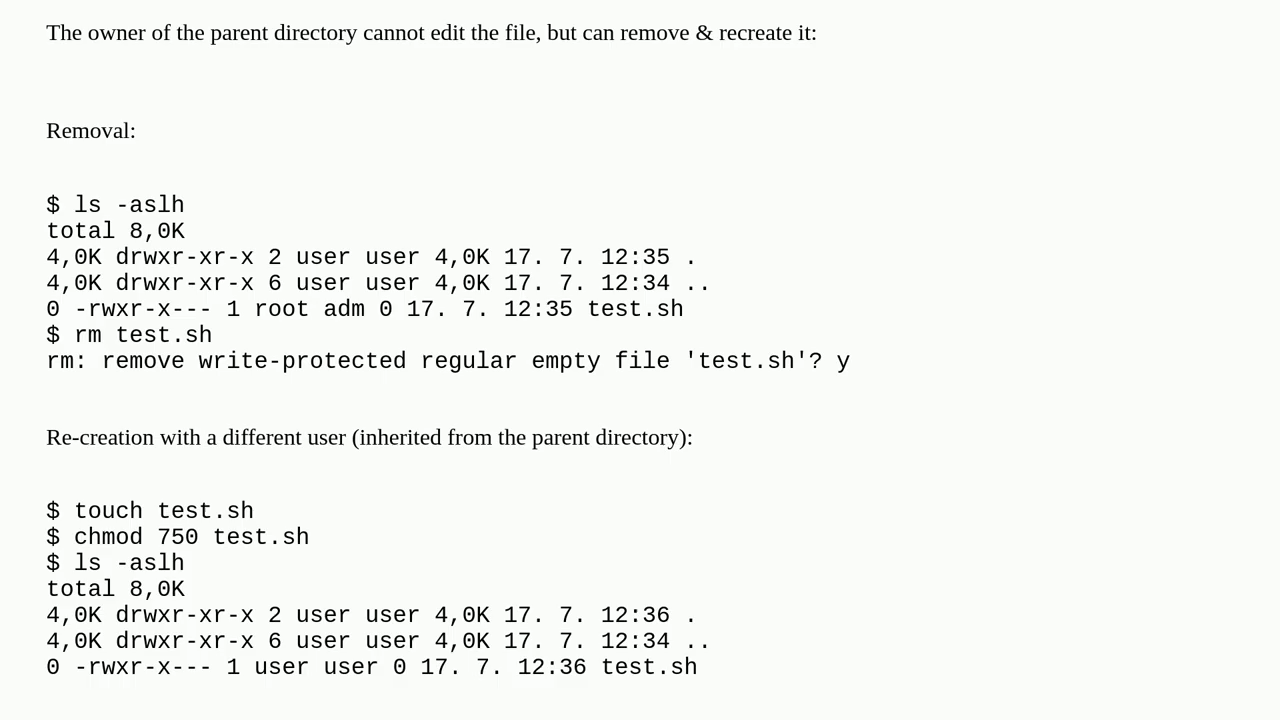 The owner of the parent directory cannot edit the file, but can remove & recreate it:
Removal:
$ ls -aslh
total 8,0K
4,0K drwxr-xr-x 2 user user 4,0K 17. 7. 12:35 .
4,0K drwxr-xr-x 6 user user 4,0K 17. 7. 12:34 ..
0 -rwxr-x--- 1 root adm 0 17. 7. 12:35 test.sh
$ rm test.sh
rm: remove write-protected regular empty file 'test.sh'? y
Re-creation with a different user (inherited from the parent directory):
$ touch test.sh
$ chmod 750 test.sh
$ ls -aslh
total 8,0K
4,0K drwxr-xr-x 2 user user 4,0K 17. 7. 12:36 .
4,0K drwxr-xr-x 6 user user 4,0K 17. 7. 12:34 ..
0 -rwxr-x--- 1 user user 0 17. 7. 12:36 test.sh